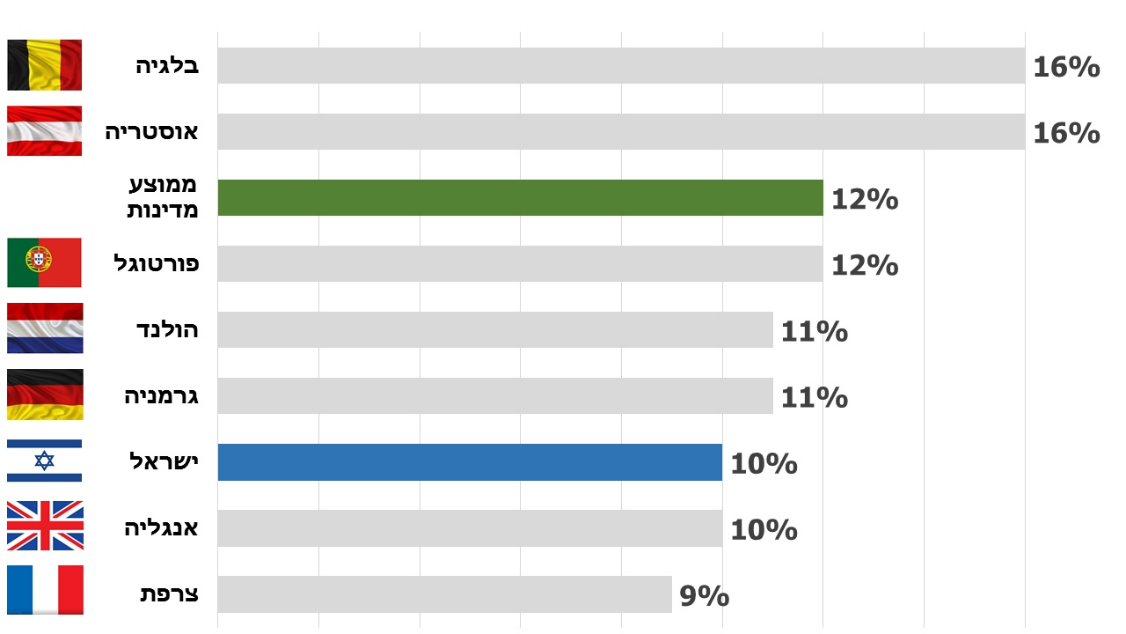 בלגיה 16%
אוסטריה 16%
ממוצע
מדינות 12%
פורטוגל 12%
הולנד 11%
גרמניה 11%
ישראל 10%
אנגליה 10%
צרפת 9%